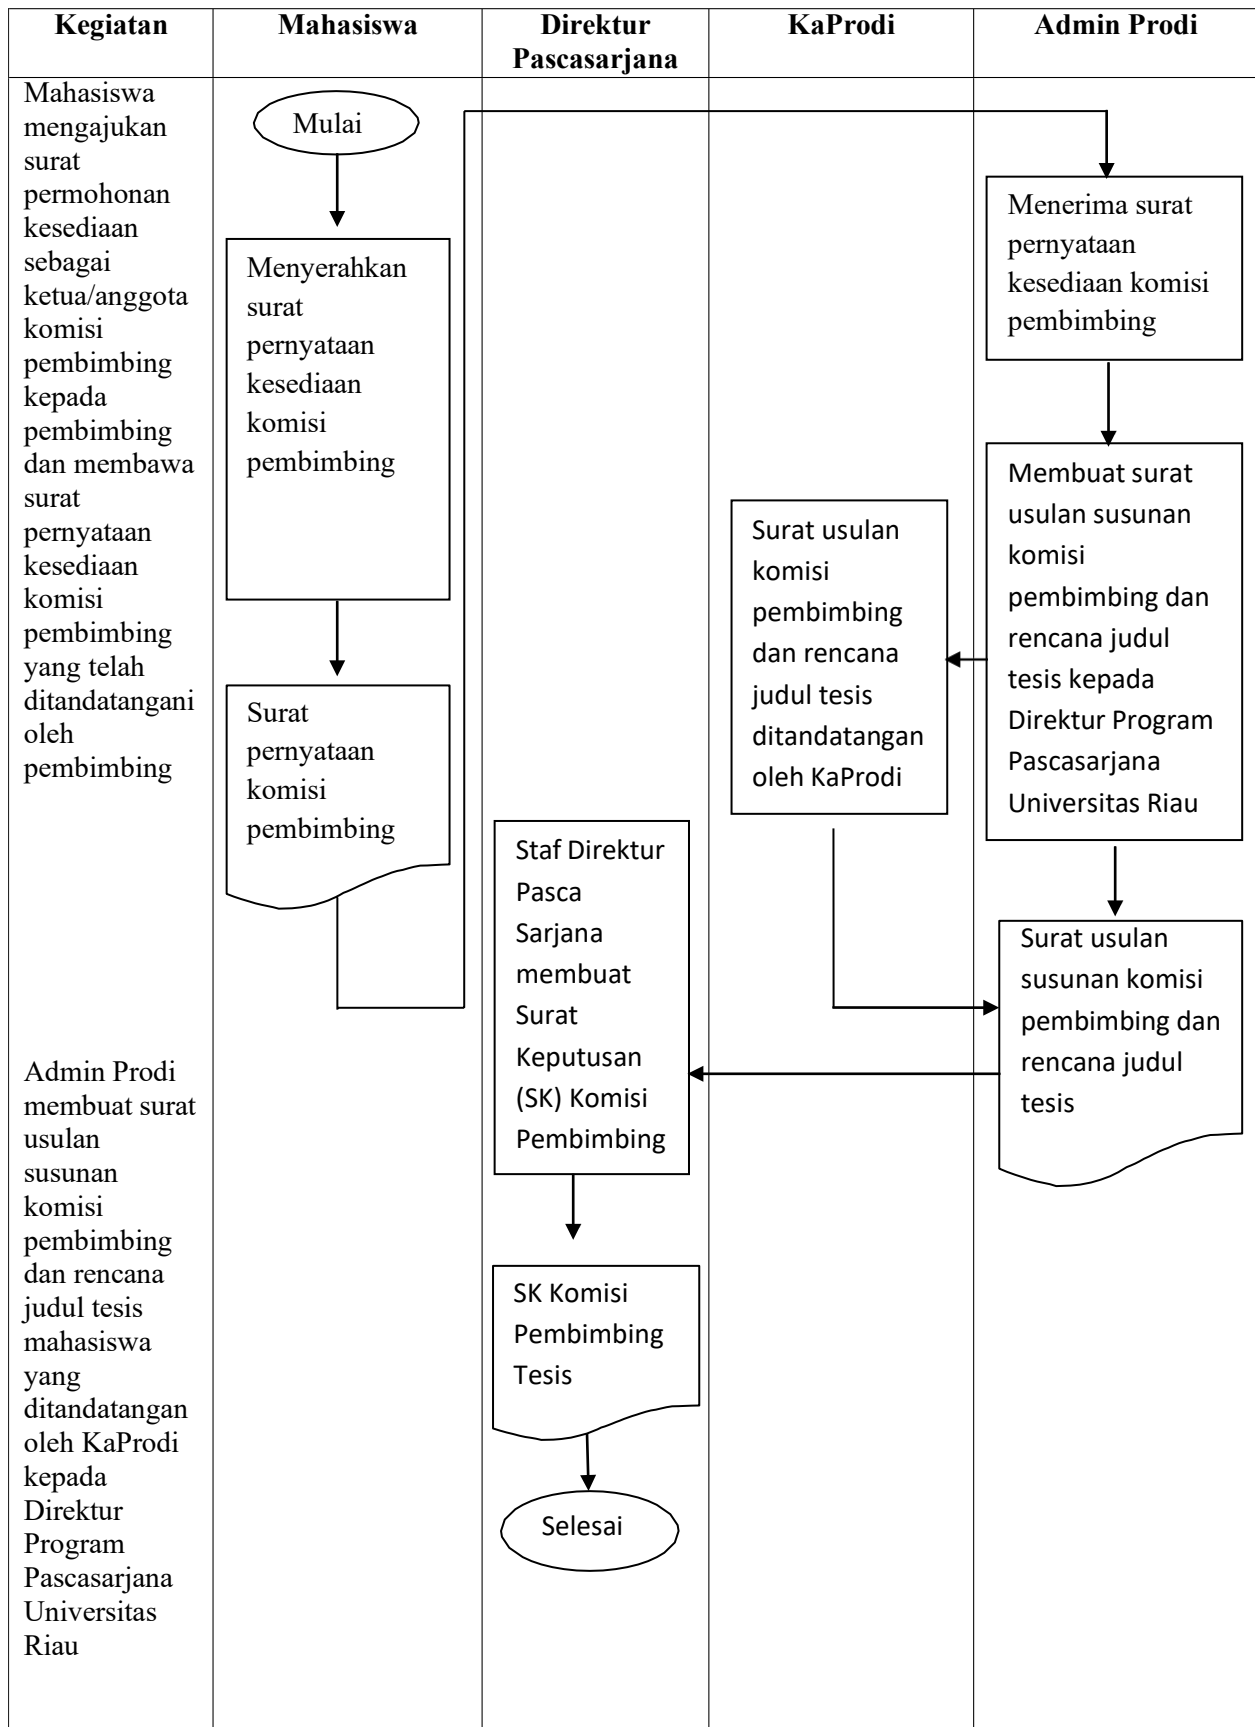 Kegiatan
Mahasiswa
Direktur
Pascasarjana
KaProdi
Admin Prodi
Mahasiswa
mengajukan
surat
permohonan
kesediaan
sebagai
ketua/anggota
komisi
pembimbing
kepada
pembimbing
dan membawa
surat
pernyataan
kesediaan
komisi
pembimbing
yang telah
ditandatangani
oleh
pembimbing
Admin Prodi
membuat surat
usulan
susunan
komisi
pembimbing
dan rencana
judul tesis
mahasiswa
yang
ditandatangan
oleh KaProdi
kepada
Direktur
Program
Pascasarjana
Universitas
Riau
Mulai
Menyerahkan
surat
pernyataan
kesediaan
komisi
pembimbing
Surat
pernyataan
komisi
pembimbing
Staf Direktur
Pasca
Sarjana
membuat
Surat
Keputusan
(SK) Komisi
Pembimbing
SK Komisi
Pembimbing
Tesis
Selesai
Surat usulan
komisi
pembimbing
dan rencana
judul tesis
ditandatangan
oleh KaProdi
Menerima surat
pernyataan
kesediaan komisi
pembimbing
Membuat surat
usulan susunan
komisi
pembimbing dan
rencana judul
tesis kepada
Direktur Program
Pascasarjana
Universitas Riau
Surat usulan
susunan komisi
pembimbing dan
rencana judul
tesis